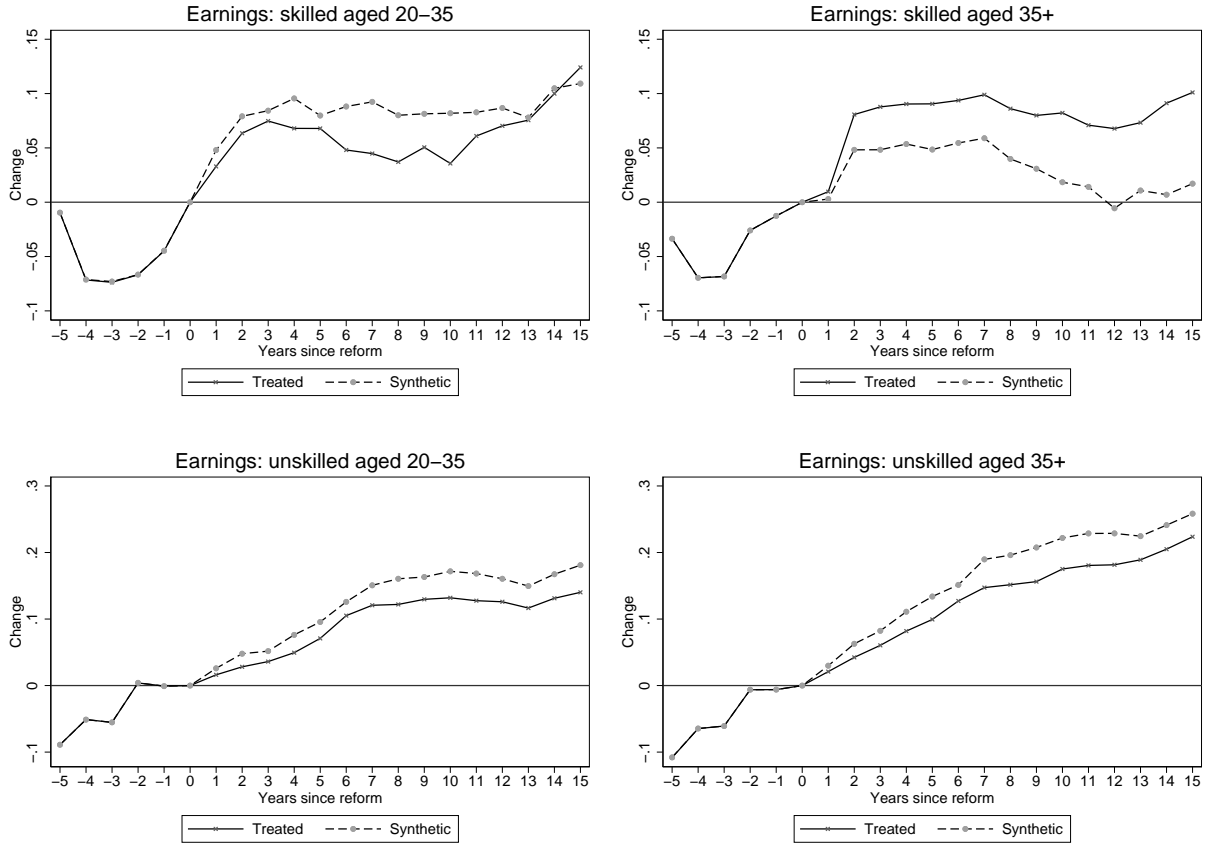 Earnings: skilled aged 20−35
.15
.1
.05
0
−.05
−.1
Change
−5 −4 −3 −2 −1 0 1 2 3 4 5 6 7 8 9 10 11 12 13 14 15
Years since reform
Treated Synthetic
Earnings: skilled aged 35+
.15
.1
.05
0
−.05
−.1
Change
−5 −4 −3 −2 −1 0 1 2 3 4 5 6 7 8 9 10 11 12 13 14 15
Years since reform
Treated Synthetic
Earnings: unskilled aged 20−35
.3
.2
.1
0
−.1
Change
−5 −4 −3 −2 −1 0 1 2 3 4 5 6 7 8 9 10 11 12 13 14 15
Years since reform
Treated Synthetic
Earnings: unskilled aged 35+
.3
.2
.1
0
−.1
Change
−5 −4 −3 −2 −1 0 1 2 3 4 5 6 7 8 9 10 11 12 13 14 15
Years since reform
Treated Synthetic